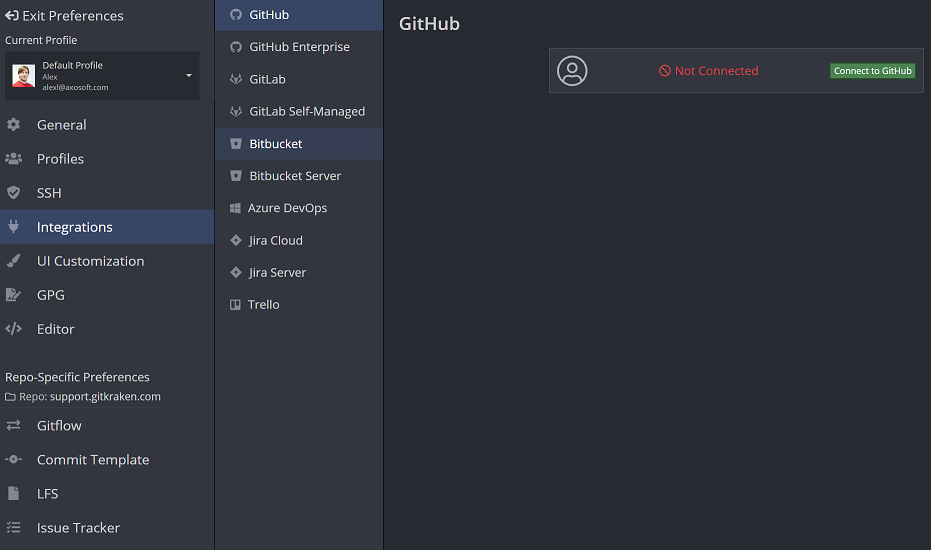 Exit Preferences
Current Profile
Default Profile
Alex
alexl@axosoft.com
General
Profiles
SSH
Integrations
UI Customization
GPG
Editor
Repo-Specific Preferences
Repo: support.gitkraken.com
Gitflow
Commit Template
LFS
Issue Tracker
GitHub
GitHub Enterprise
GitLab
GitLab Self-Managed
Bitbucket
Bitbucket Server
Azure DevOps
Jira Cloud
Jira Server
Trello
GitHub
Not Connected
Connect to GitHub